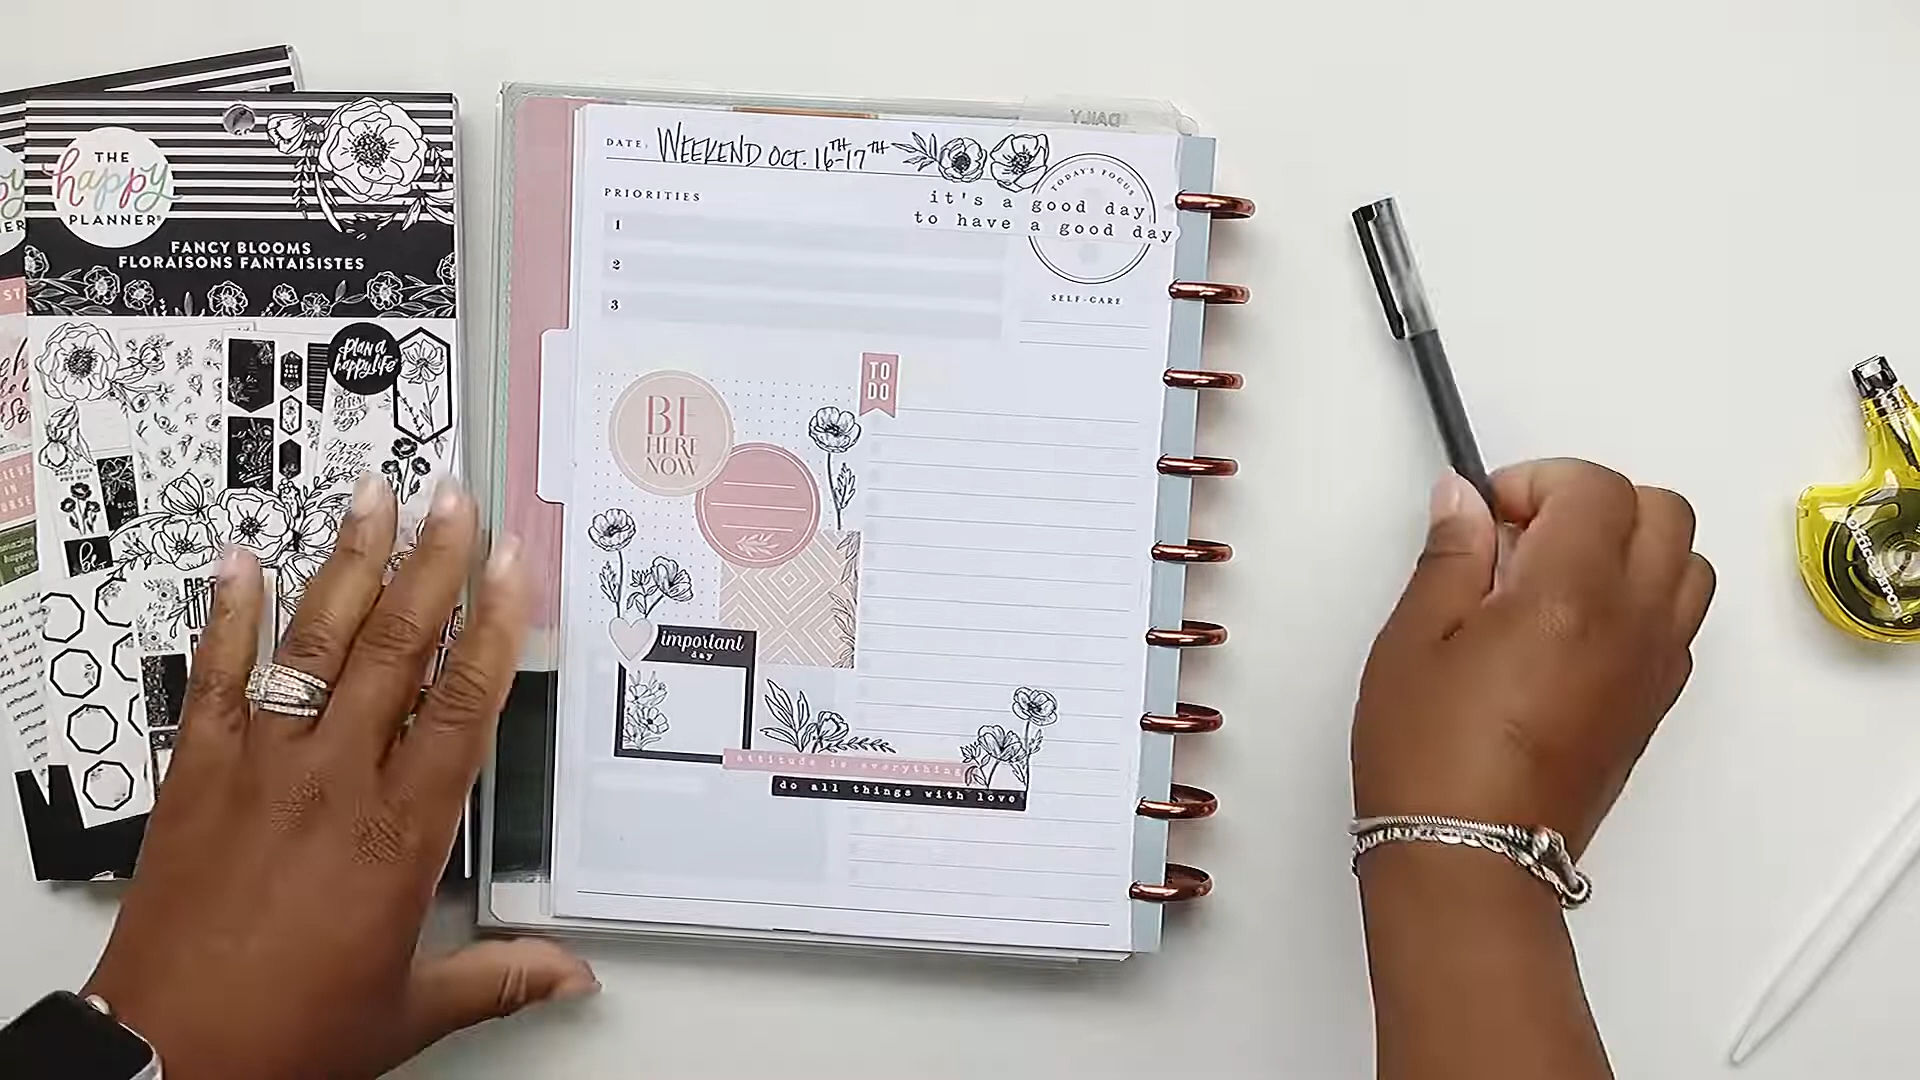 THE
happy
PLANNER®
FANCY BLOOMS
FLORAISONS FANTAISISTES
plan a
happy life
DAILY
DATE: WEEKEND OCT. 16TH-17TH
TODAY'S FOCUS
it's a good day
to have a good day
PRIORITIES
1
2
3
SELF-CARE
TO
DO
BE
HERE
NOW
important
day
attitude is everything
do all things with love
Office DEPOT